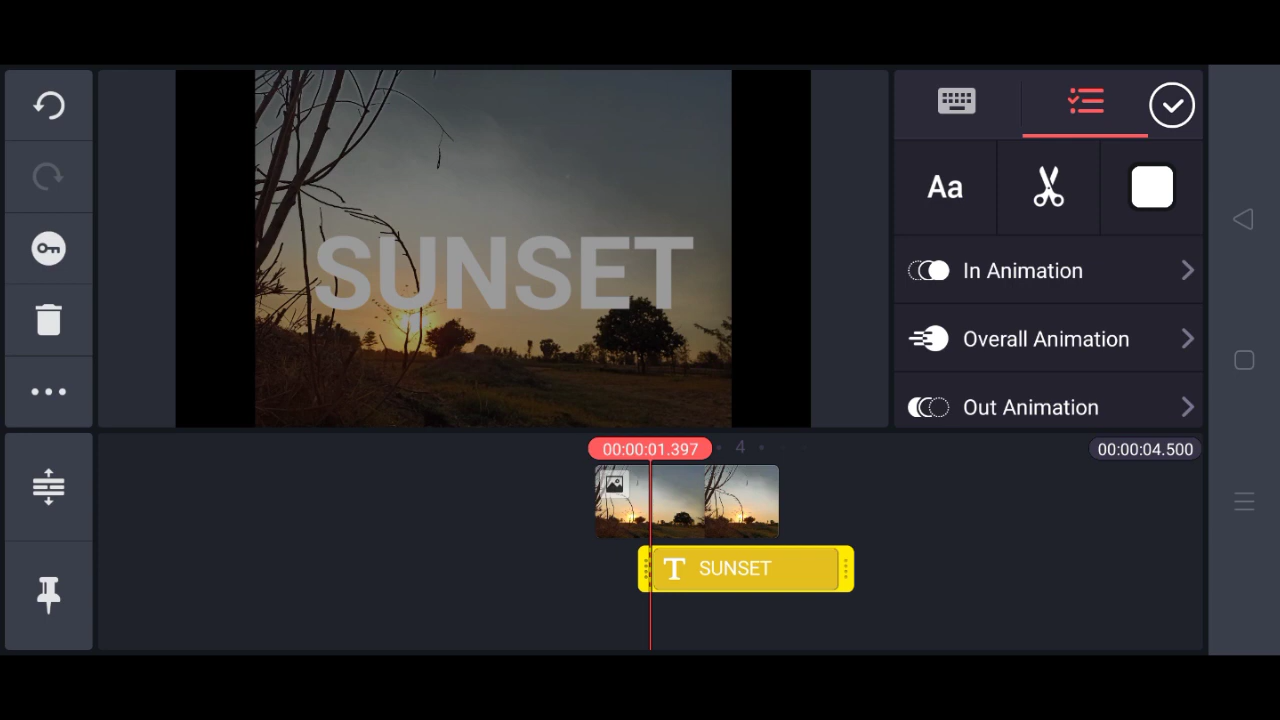 SUNSET
Aa
In Animation
Overall Animation
Out Animation
00:00:01.397
4
00:00:04.500
T SUNSET